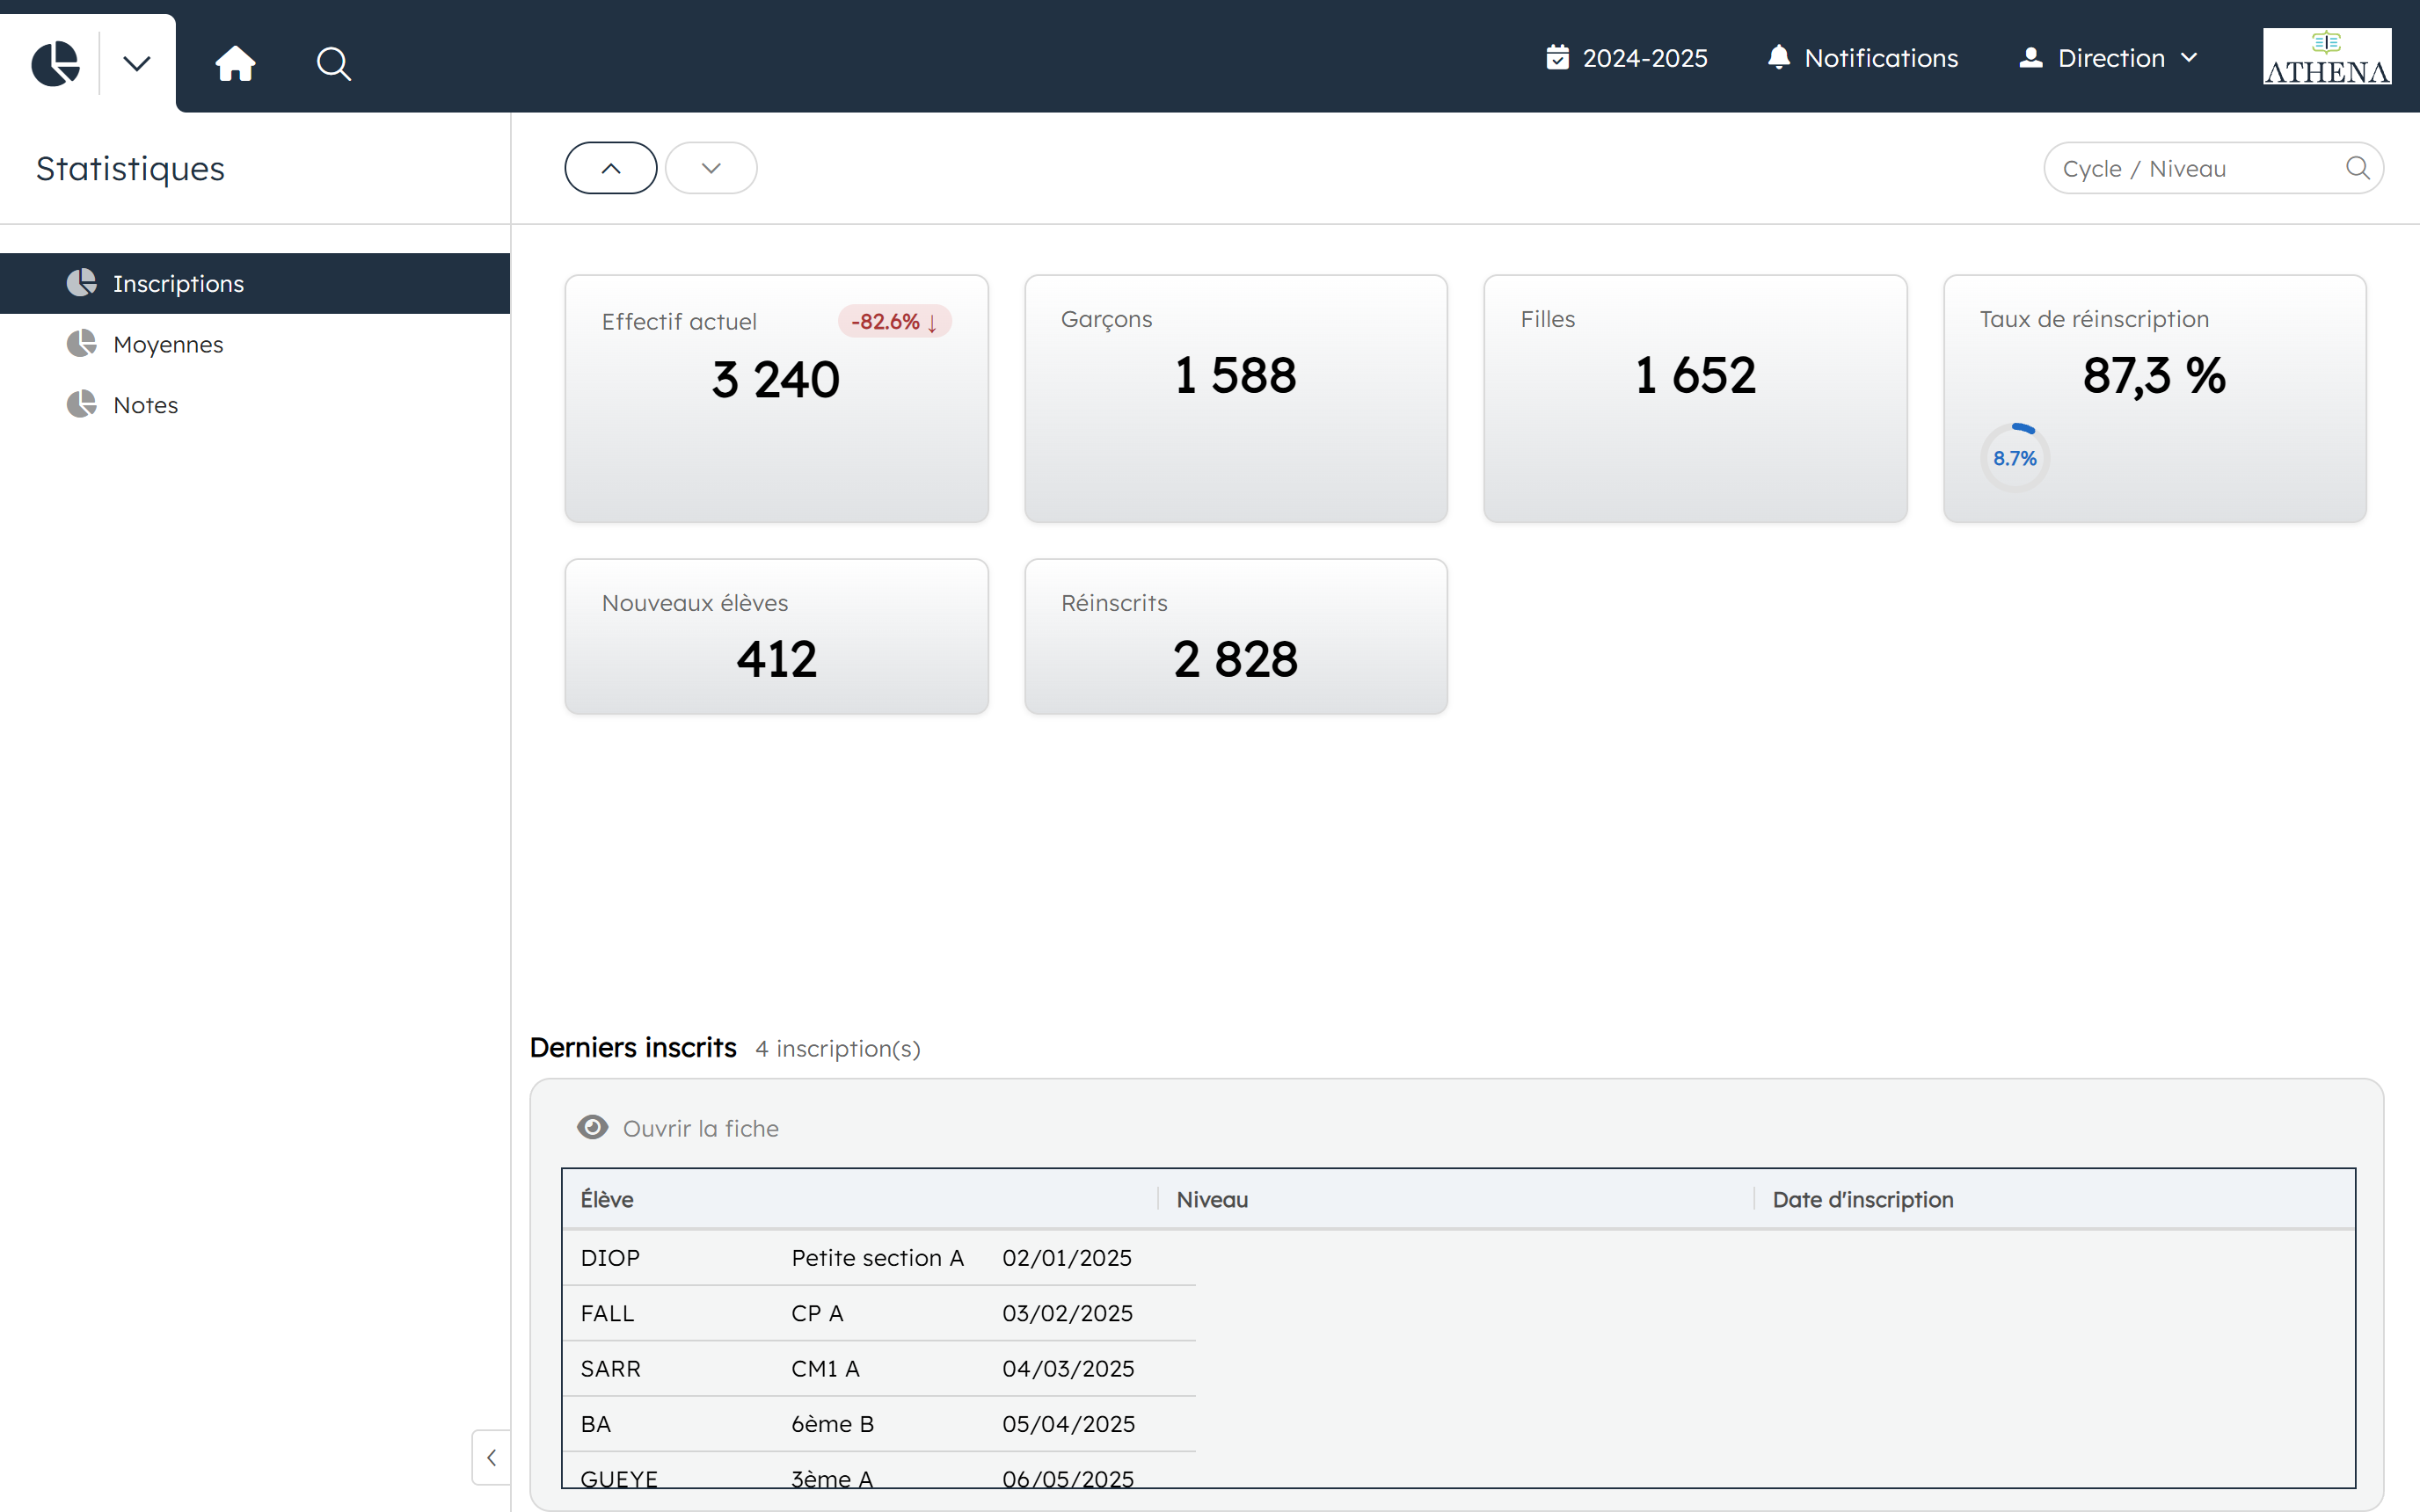 2024-2025 Notifications Direction ATHENA
Statistiques
Cycle / Niveau
Inscriptions
Moyennes
Notes
Effectif actuel -82.6% ↓
3 240
Garçons
1 588
Filles
1 652
Taux de réinscription
87,3 %
8.7%
Nouveaux élèves
412
Réinscrits
2 828
Derniers inscrits 4 inscription(s)
Ouvrir la fiche
Élève Niveau Date d'inscription
DIOP Petite section A 02/01/2025
FALL CP A 03/02/2025
SARR CM1 A 04/03/2025
BA 6ème B 05/04/2025
GUEYE 3ème A 06/05/2025